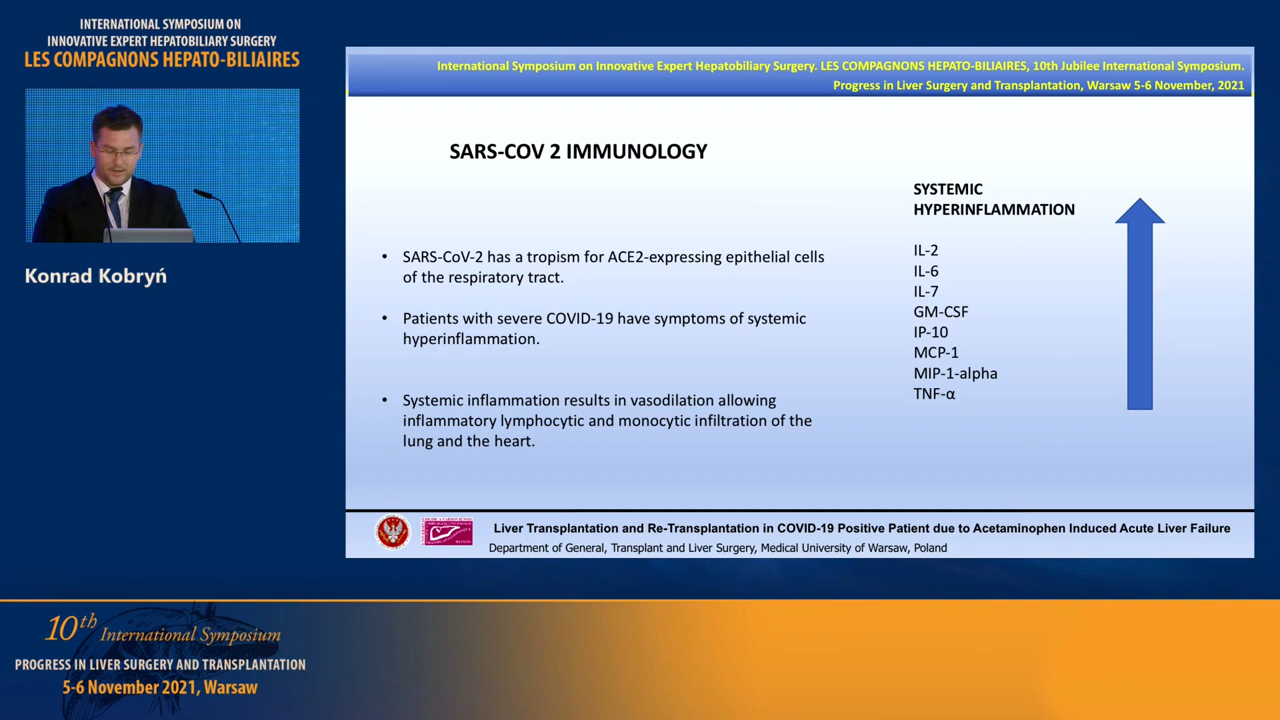 INTERNATIONAL SYMPOSIUM ON
INNOVATIVE EXPERT HEPATOBILIARY SURGERY
LES COMPAGNONS HEPATO-BILIAIRES
Konrad Kobryń
International Symposium on Innovative Expert Hepatobiliary Surgery. LES COMPAGNONS HEPATO-BILIAIRES, 10th Jubilee International Symposium.
Progress in Liver Surgery and Transplantation, Warsaw 5-6 November, 2021
SARS-COV 2 IMMUNOLOGY
• SARS-CoV-2 has a tropism for ACE2-expressing epithelial cells
of the respiratory tract.
• Patients with severe COVID-19 have symptoms of systemic
hyperinflammation.
• Systemic inflammation results in vasodilation allowing
inflammatory lymphocytic and monocytic infiltration of the
lung and the heart.
SYSTEMIC
HYPERINFLAMMATION
IL-2
IL-6
IL-7
GM-CSF
IP-10
MCP-1
MIP-1-alpha
TNF-α
Liver Transplantation and Re-Transplantation in COVID-19 Positive Patient due to Acetaminophen Induced Acute Liver Failure
Department of General, Transplant and Liver Surgery, Medical University of Warsaw, Poland
10th International Symposium
PROGRESS IN LIVER SURGERY AND TRANSPLANTATION
5-6 November 2021, Warsaw